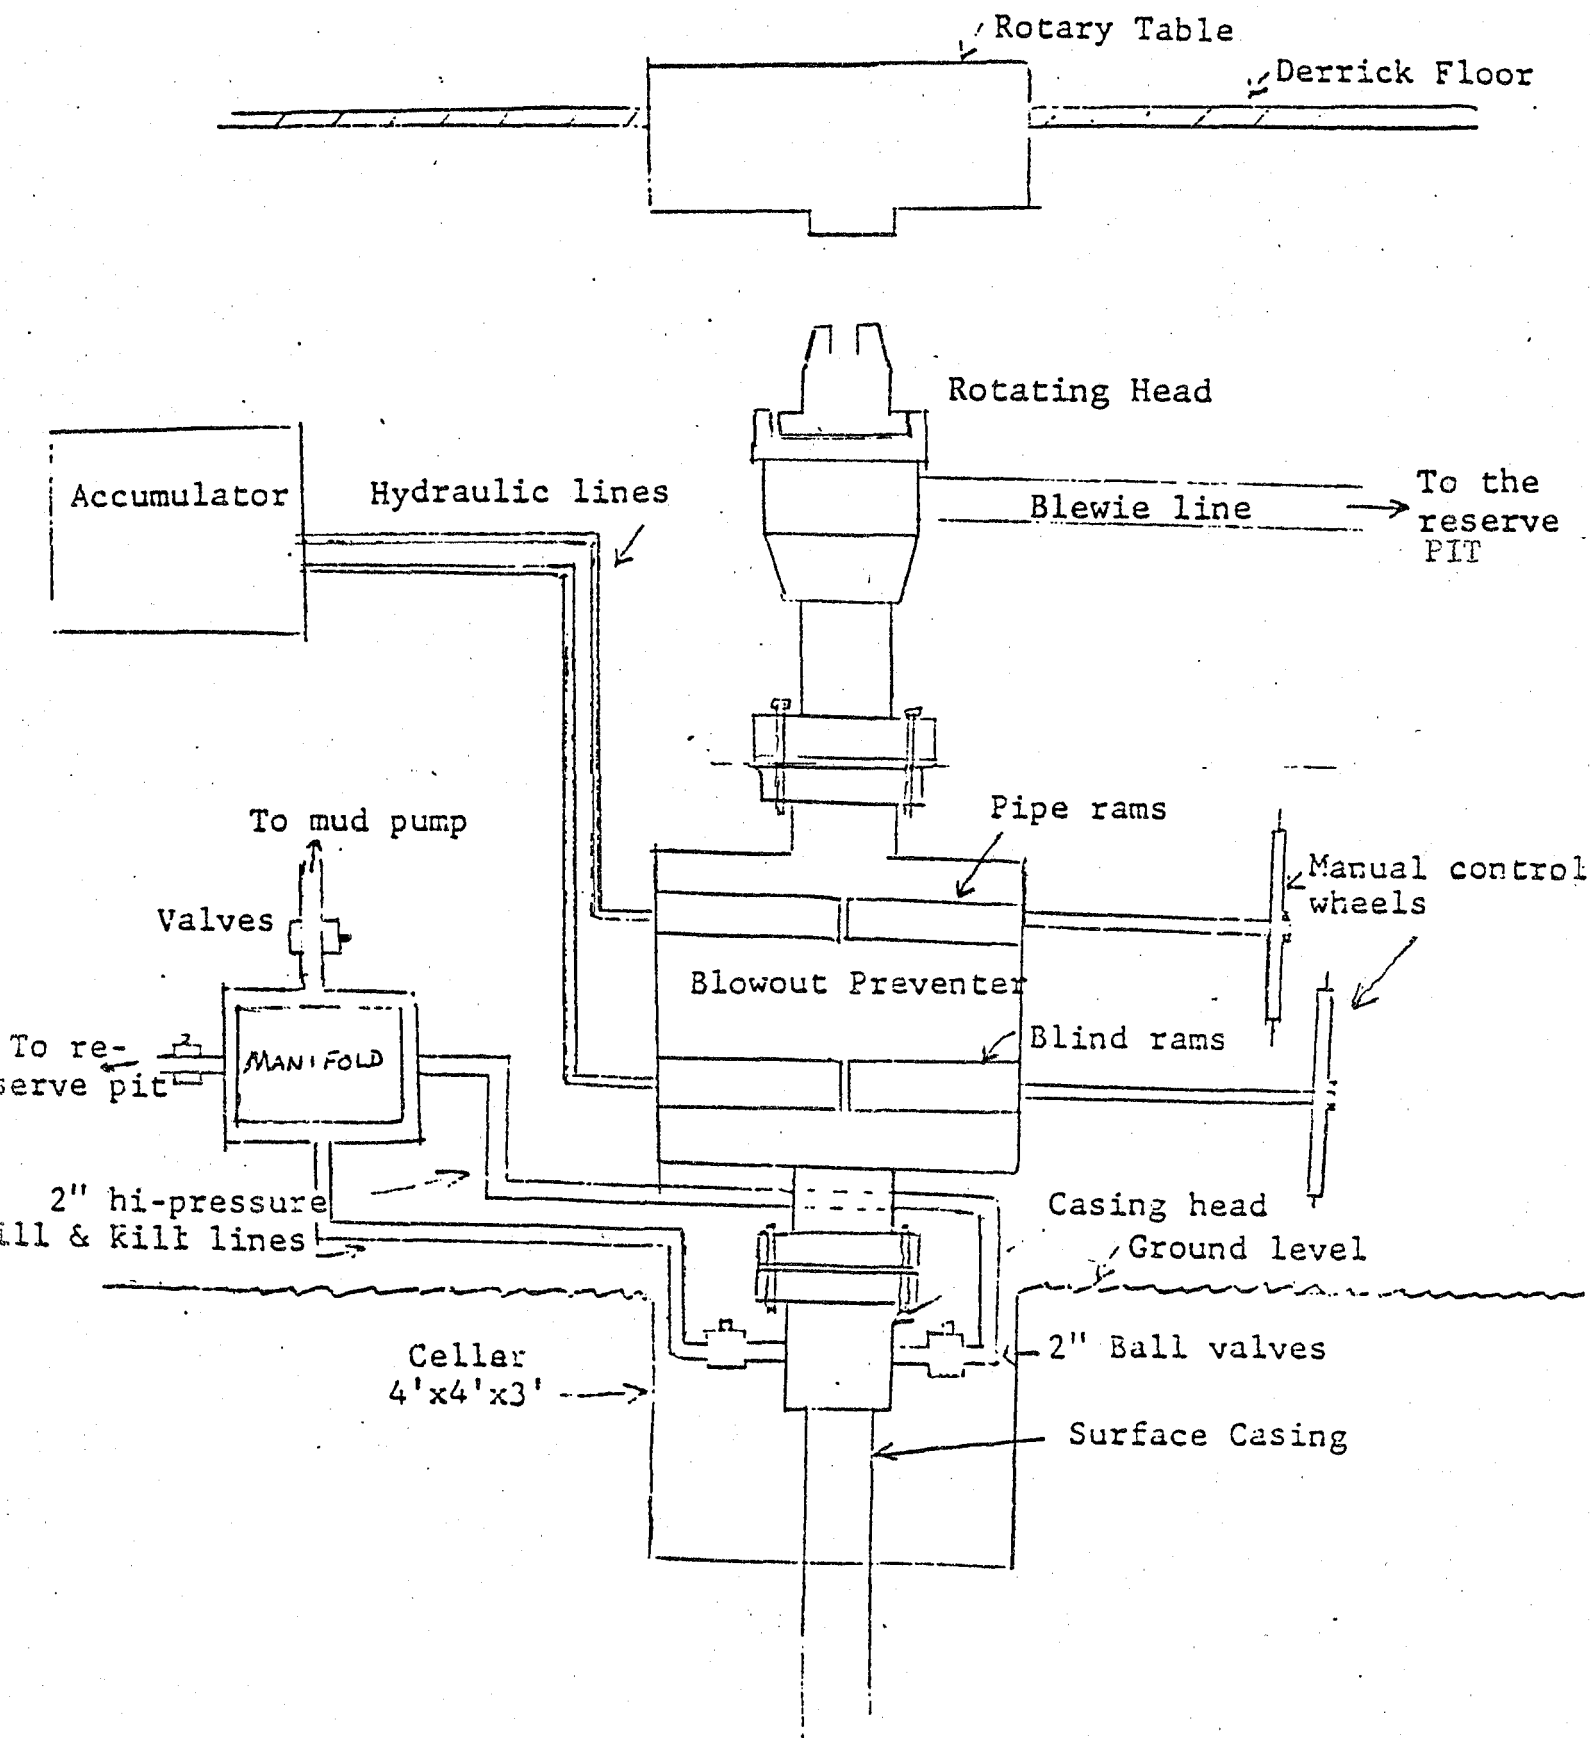 Rotary Table
Derrick Floor
Rotating Head
Accumulator
Hydraulic lines
Blewie line
To the
reserve
PIT
To mud pump
Pipe rams
Manual control
wheels
Valves
Blowout Preventer
Blind rams
To re-
serve pit
MANIFOLD
2" hi-pressure
ill & kill lines
Casing head
Ground level
Cellar
4'x4'x3'
2" Ball valves
Surface Casing